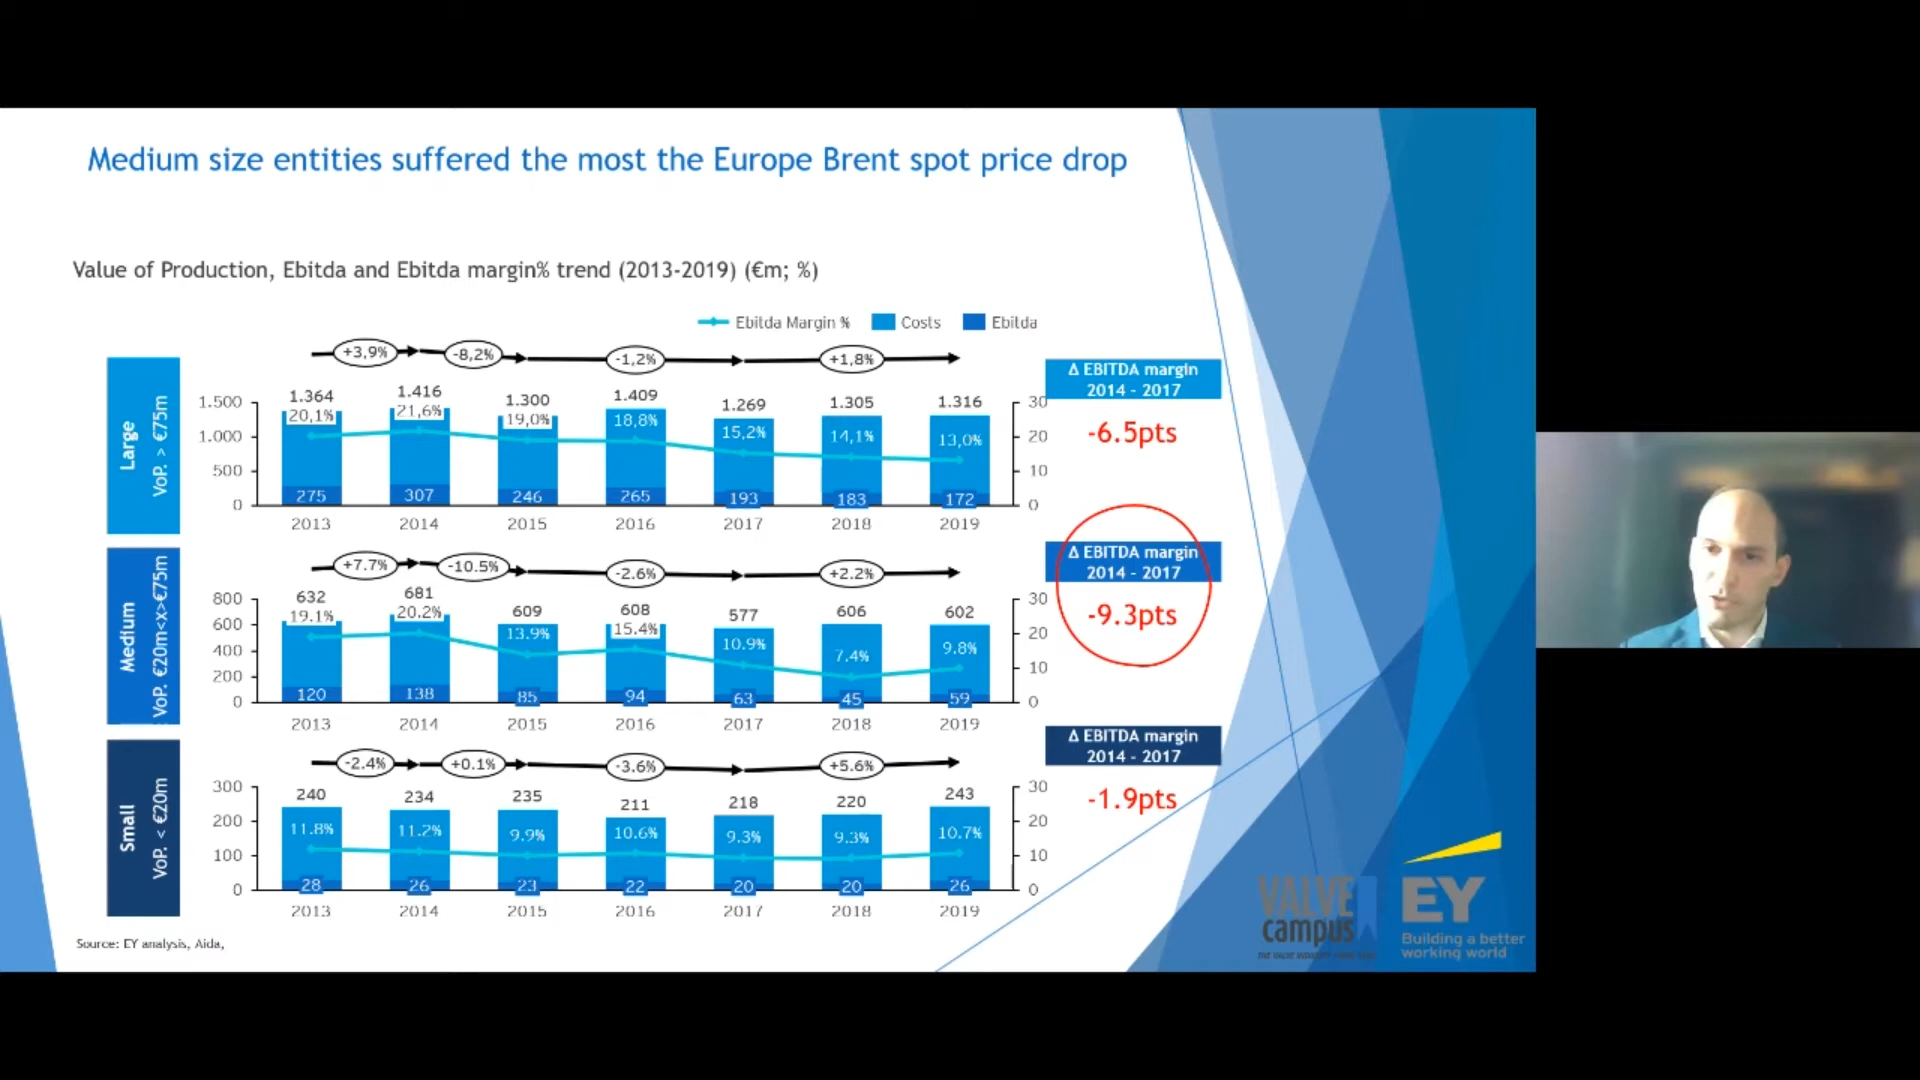 Medium size entities suffered the most the Europe Brent spot price drop
Value of Production, Ebitda and Ebitda margin% trend (2013-2019) (€m; %)
Ebitda Margin % Costs Ebitda
Large
VoP. > €75m
+3,9% -8,2% -1,2% +1,8%
1.364 1.416 1.300 1.409 1.269 1.305 1.316
20,1% 21,6% 19,0% 18,8% 15,2% 14,1% 13,0%
1.500 30
1.000 20
500 10
0 0
275 307 246 265 193 183 172
2013 2014 2015 2016 2017 2018 2019
Δ EBITDA margin
2014 - 2017
-6.5pts
Medium
VoP. €20m<x>€75m
+7.7% -10.5% -2.6% +2.2%
632 681 609 608 577 606 602
19.1% 20.2% 13.9% 15.4% 10.9% 7.4% 9.8%
800 30
600 20
400 10
200
0 0
120 138 85 94 63 45 59
2013 2014 2015 2016 2017 2018 2019
Δ EBITDA margin
2014 - 2017
-9.3pts
Small
VoP. < €20m
-2.4% +0.1% -3.6% +5.6%
240 234 235 211 218 220 243
11.8% 11.2% 9.9% 10.6% 9.3% 9.3% 10.7%
300 30
200 20
100 10
0 0
28 26 23 22 20 20 26
2013 2014 2015 2016 2017 2018 2019
Δ EBITDA margin
2014 - 2017
-1.9pts
Source: EY analysis, Aida,
VALVE
campus
EY
Building a better
working world